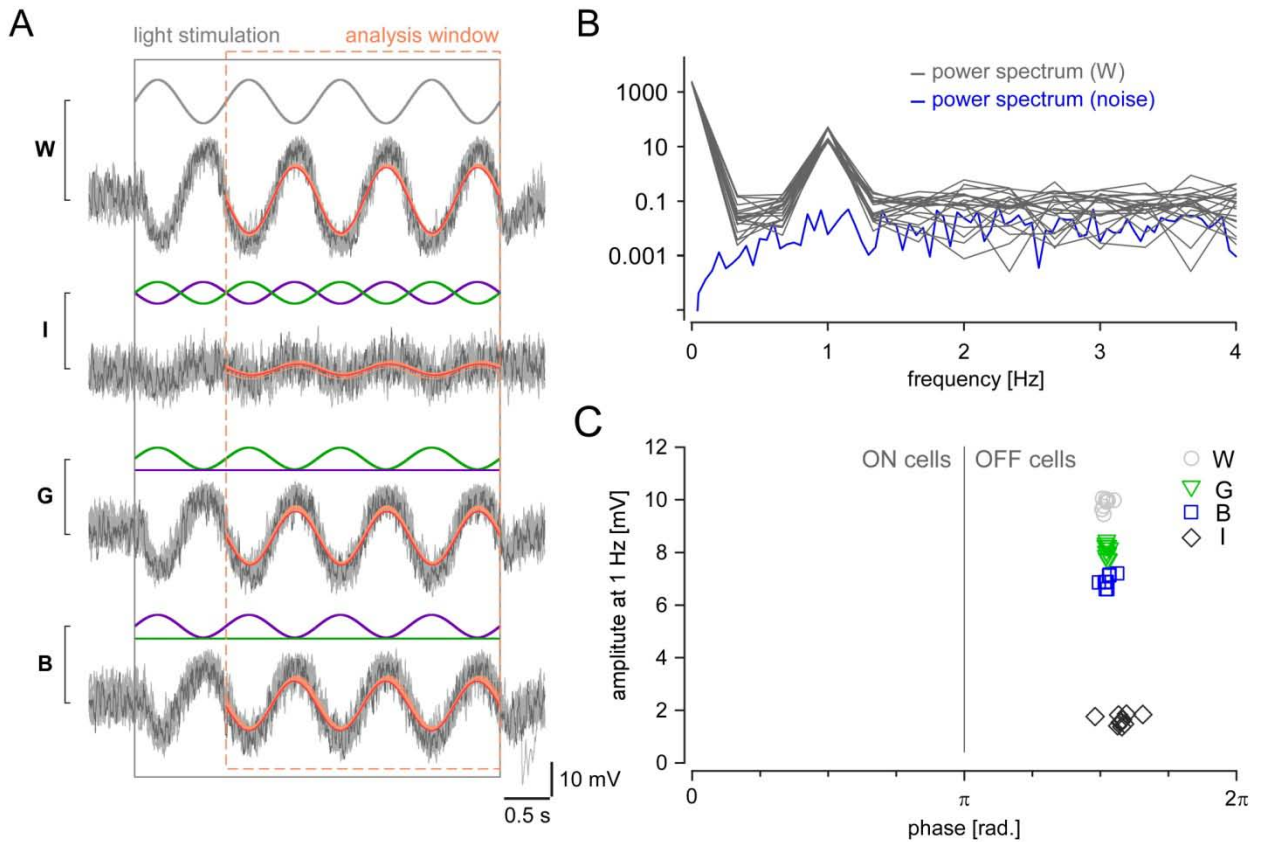 A
light stimulation
analysis window
W
I
G
B
10 mV
0.5 s
B
power spectrum (W)
power spectrum (noise)
1000
10
0.1
0.001
0
1
2
3
4
frequency [Hz]
C
12
10
8
6
4
2
0
amplitude at 1 Hz [mV]
ON cells
OFF cells
W
G
B
I
0
π
2π
phase [rad.]